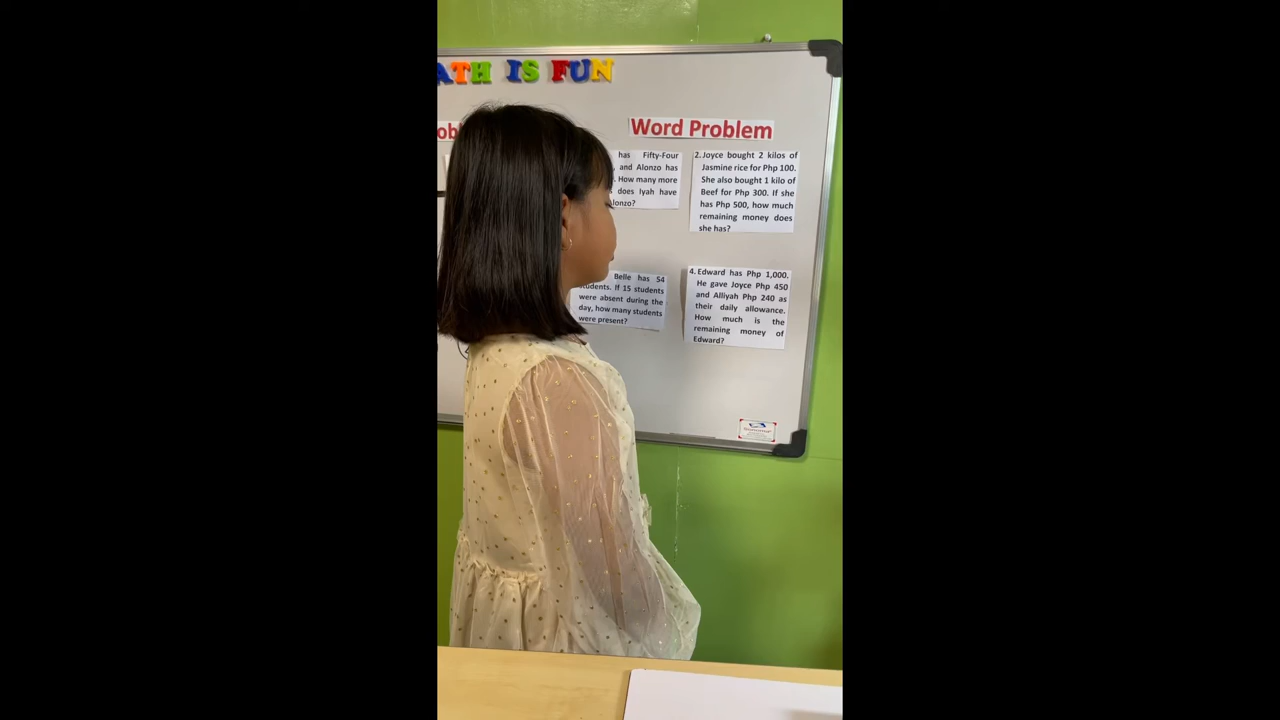 ATH IS FUN
ob
Word Problem
has Fifty-Four
and Alonzo has
. How many more
does Iyah have
lonzo?
2. Joyce bought 2 kilos of
Jasmine rice for Php 100.
She also bought 1 kilo of
Beef for Php 300. If she
has Php 500, how much
remaining money does
she has?
Belle has 54
students. If 15 students
were absent during the
day, how many students
were present?
4. Edward has Php 1,000.
He gave Joyce Php 450
and Alliyah Php 240 as
their daily allowance.
How much is the
remaining money of
Edward?